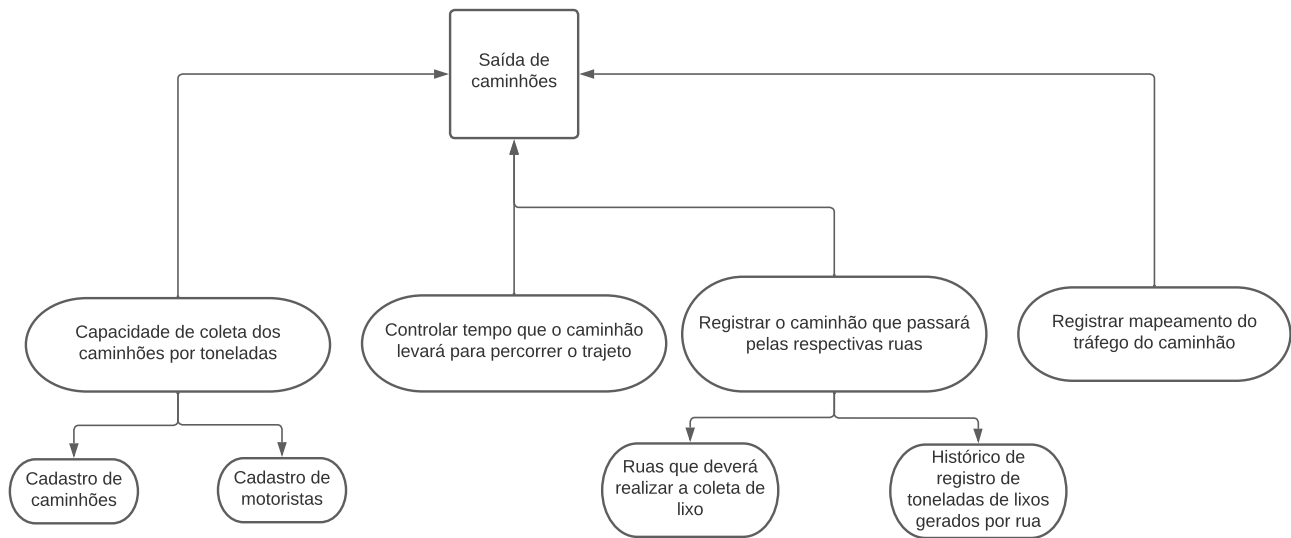 Saída de
caminhões
Capacidade de coleta dos
caminhões por toneladas
Controlar tempo que o caminhão
levará para percorrer o trajeto
Registrar o caminhão que passará
pelas respectivas ruas
Registrar mapeamento do
tráfego do caminhão
Cadastro de
caminhões
Cadastro de
motoristas
Ruas que deverá
realizar a coleta de
lixo
Histórico de
registro de
toneladas de lixos
gerados por rua